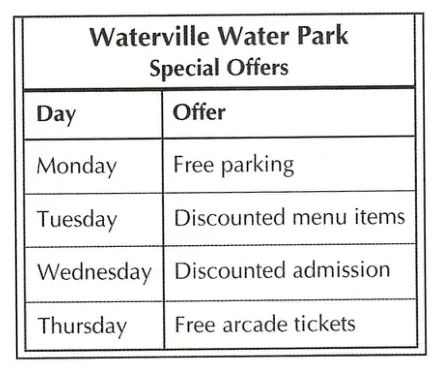 Waterville Water Park
Special Offers
Day Offer
Monday Free parking
Tuesday Discounted menu items
Wednesday Discounted admission
Thursday Free arcade tickets